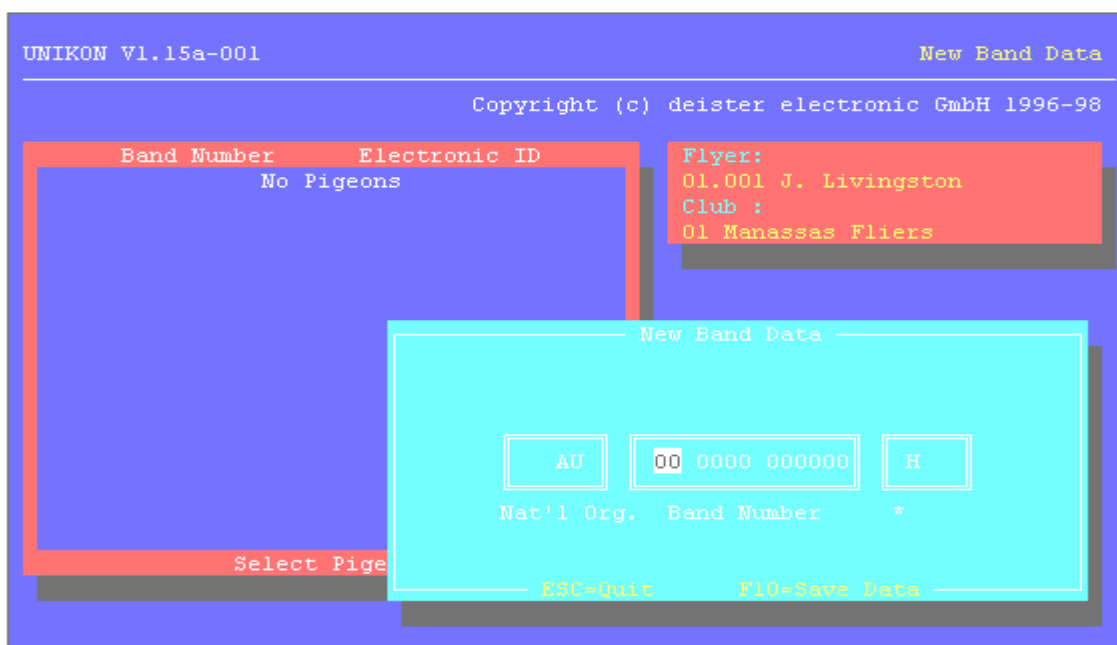 UNIKON V1.15a-001 New Band Data
Copyright (c) deister electronic GmbH 1996-98
Band Number Electronic ID
No Pigeons
Flyer:
01.001 J. Livingston
Club :
01 Manassas Fliers
New Band Data
AU 00 0000 000000 H
Nat'l Org. Band Number *
Select Pige
ESC=Quit F10=Save Data